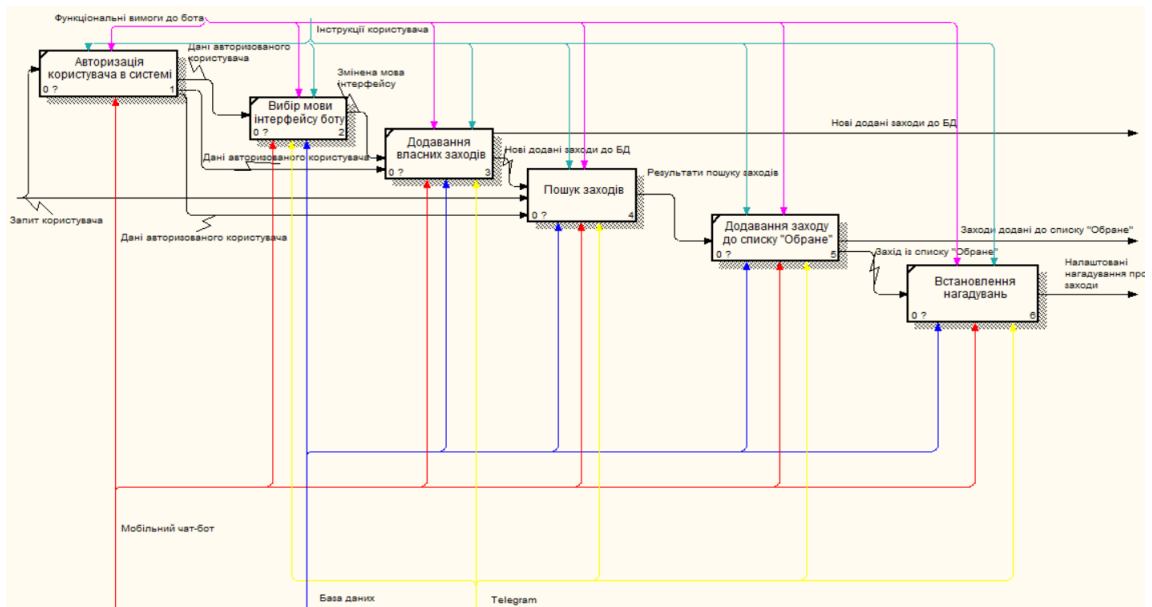 Функціональні вимоги до бота
Інструкції користувача
Авторизація
користувача в системі
0 ?
1
Дані авторизованого
користувача
Змінена мова
інтерфейсу
Вибір мови
інтерфейсу боту
0 ?
2
Нові додані заходи до БД
Додавання
власних заходів
0 ?
3
Дані авторизованого користувача
Нові додані заходи до БД
Результати пошуку заходів
Пошук заходів
0 ?
4
Запит користувача
Дані авторизованого користувача
Додавання заходу
до списку "Обране"
0 ?
5
Заходи додані до списку "Обране"
Захід із списку "Обране"
Налаштовані
нагадування про
заходи
Встановлення
нагадувань
0 ?
6
Мобільний чат-бот
База даних
Telegram